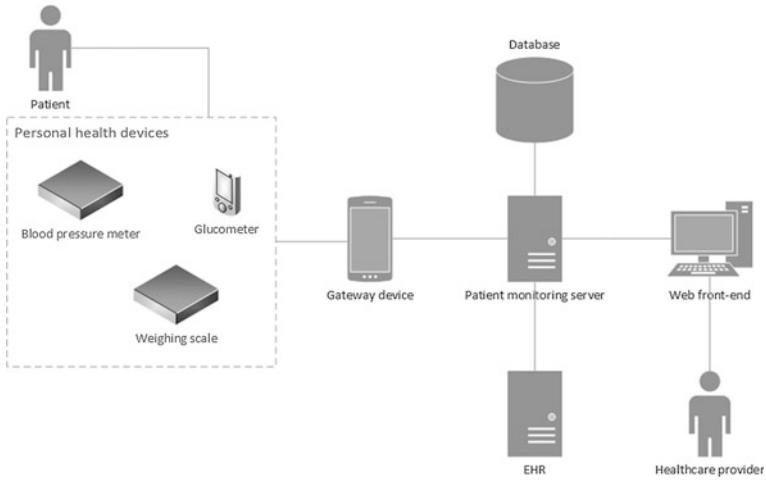 Patient
Database
Personal health devices
Blood pressure meter
Glucometer
Weighing scale
Gateway device
Patient monitoring server
Web front-end
EHR
Healthcare provider